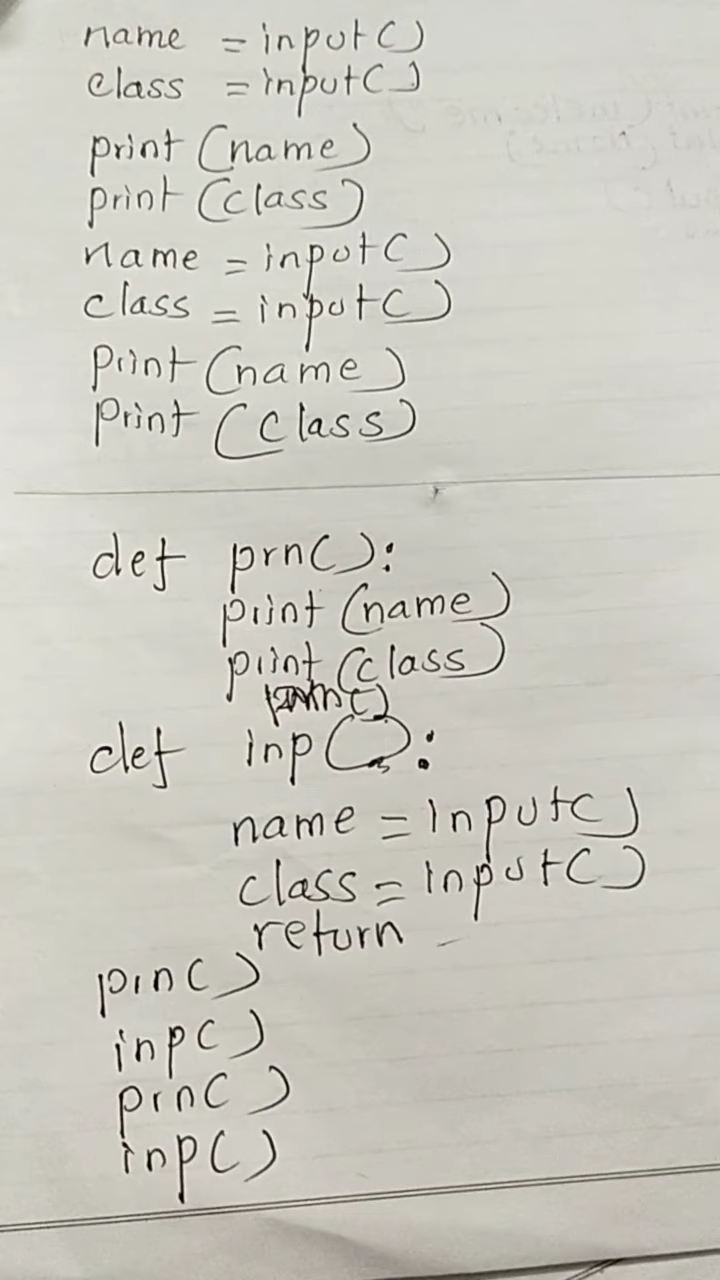 name = input()
class = input()
print (name)
print (class)
name = input()
class = input()
print (name)
print (class)
def prn():
print (name)
print (class)
def inp():
name = input()
class = input()
return
prn()
inp()
prn()
inp()